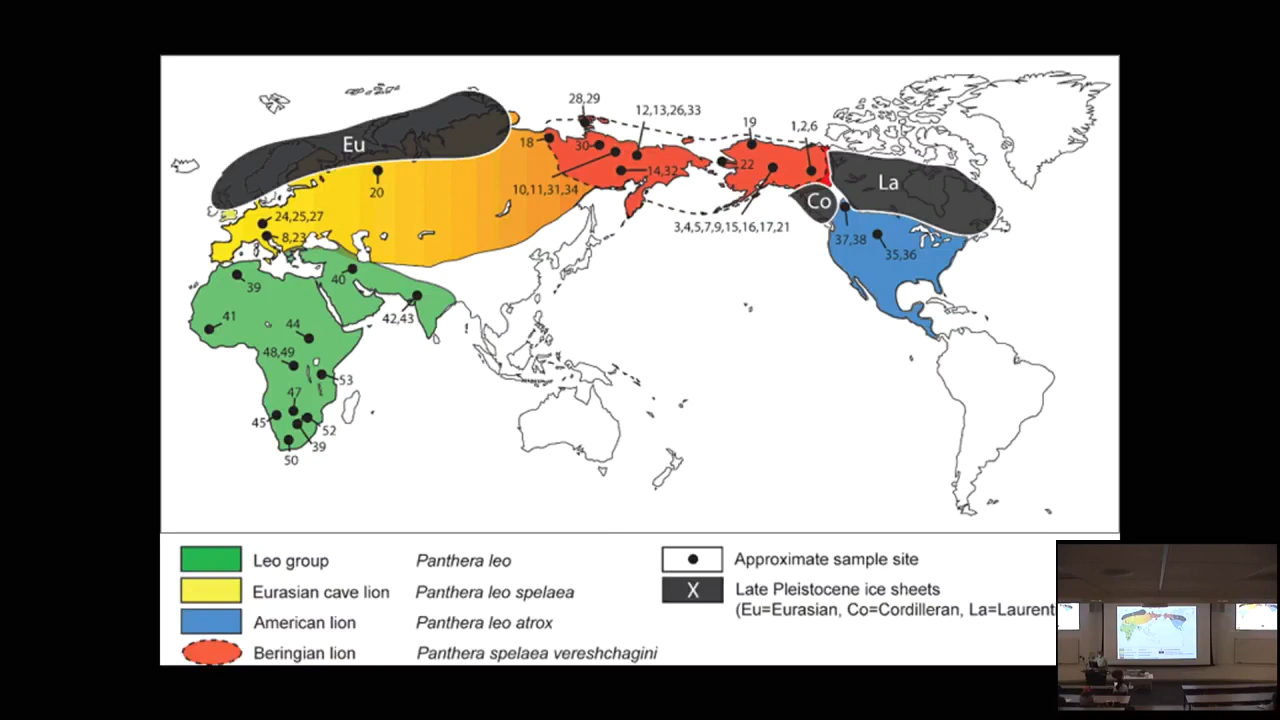 28,29
12,13,26,33
19
1,2,6
Eu
18
30
22
14,32
La
10,11,31,34
20
Co
24,25,27
3,4,5,7,9,15,16,17,21
8,23
37,38
35,36
40
39
42,43
41
44
48,49
53
47
45
52
39
50
Leo group Panthera leo
Eurasian cave lion Panthera leo spelaea
American lion Panthera leo atrox
Beringian lion Panthera spelaea vereshchagini
Approximate sample site
X Late Pleistocene ice sheets
(Eu=Eurasian, Co=Cordilleran, La=Laurent